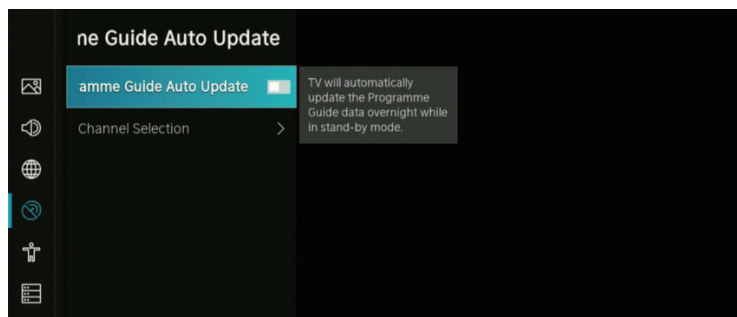 ne Guide Auto Update
amme Guide Auto Update
TV will automatically
update the Programme
Guide data overnight while
in stand-by mode.
Channel Selection